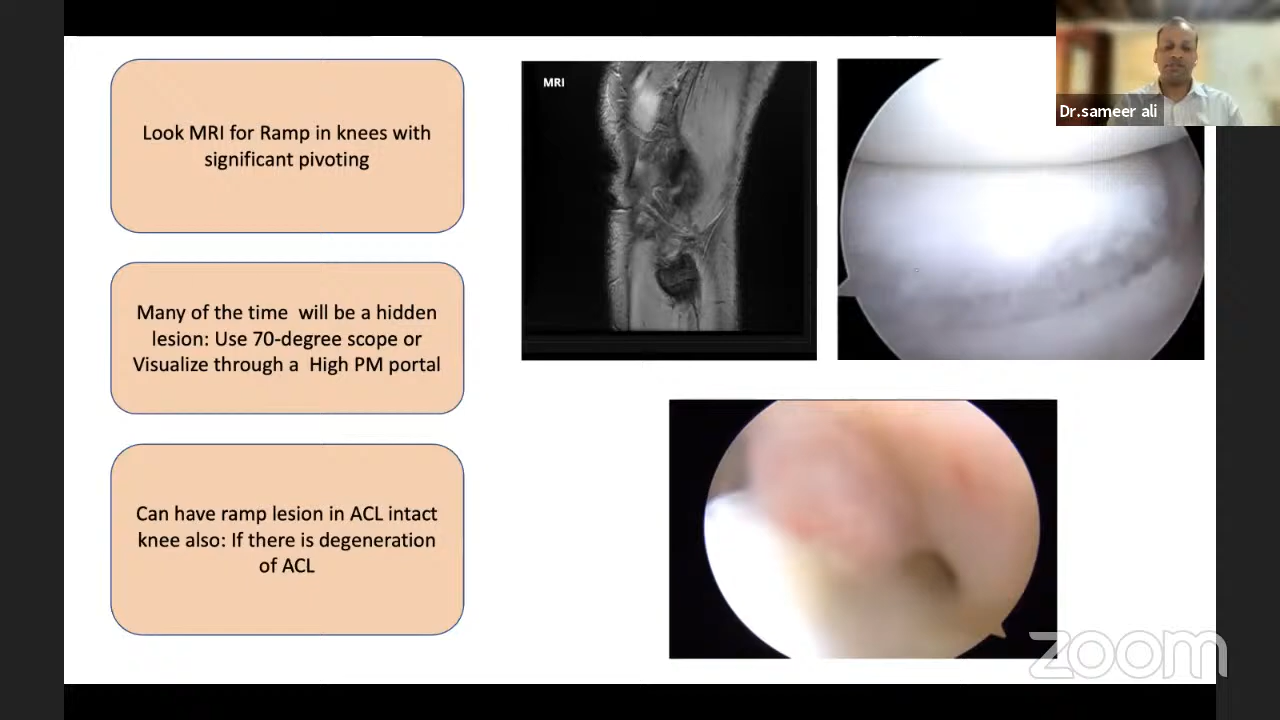 Look MRI for Ramp in knees with
significant pivoting
Many of the time  will be a hidden
lesion: Use 70-degree scope or
Visualize through a  High PM portal
Can have ramp lesion in ACL intact
knee also: If there is degeneration
of ACL
MRI
Dr.sameer ali
zoom